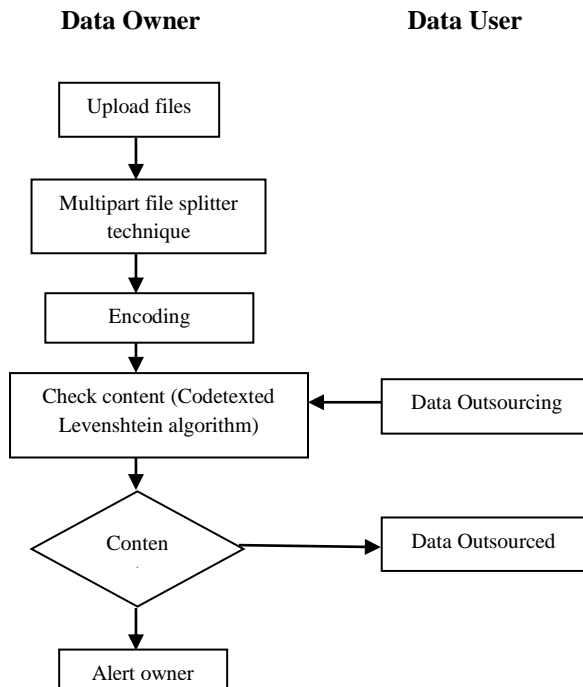 Data Owner
Data User
Upload files
Multipart file splitter
technique
Encoding
Check content (Codetexted
Levenshtein algorithm)
Data Outsourcing
Conten
Data Outsourced
Alert owner